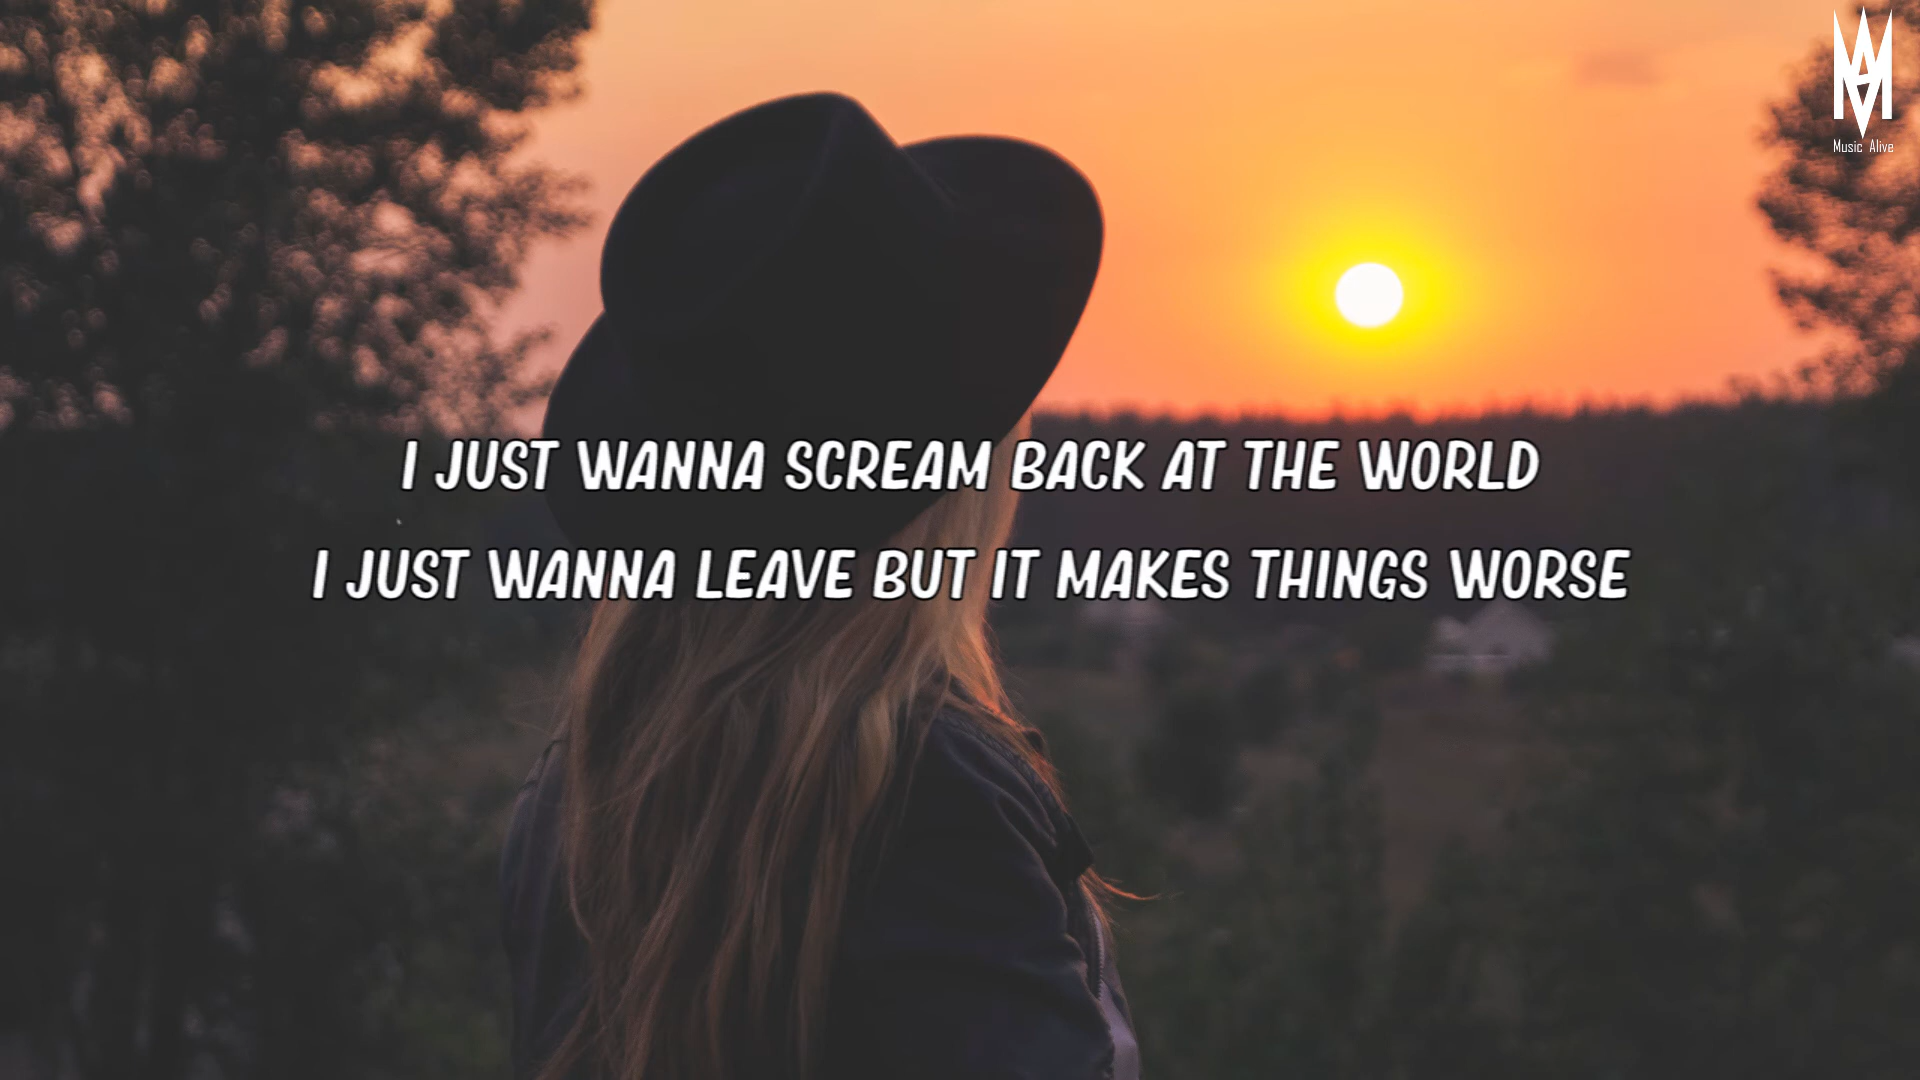 Music Alive
I JUST WANNA SCREAM BACK AT THE WORLD
I JUST WANNA LEAVE BUT IT MAKES THINGS WORSE